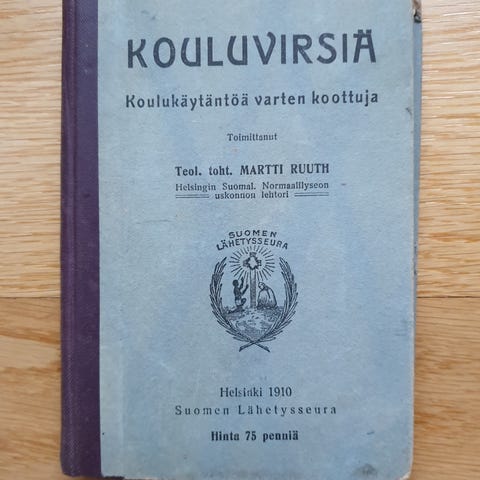 KOULUVIRSIÄ
Koulukäytäntöä varten koottuja
Toimittanut
Teol. toht. MARTTI RUUTH
Helsingin Suomal. Normaalilyseon
uskonnon lehtori
SUOMEN
LÄHETYSSEURA
Helsinki 1910
Suomen Lähetysseura
Hinta 75 penniä